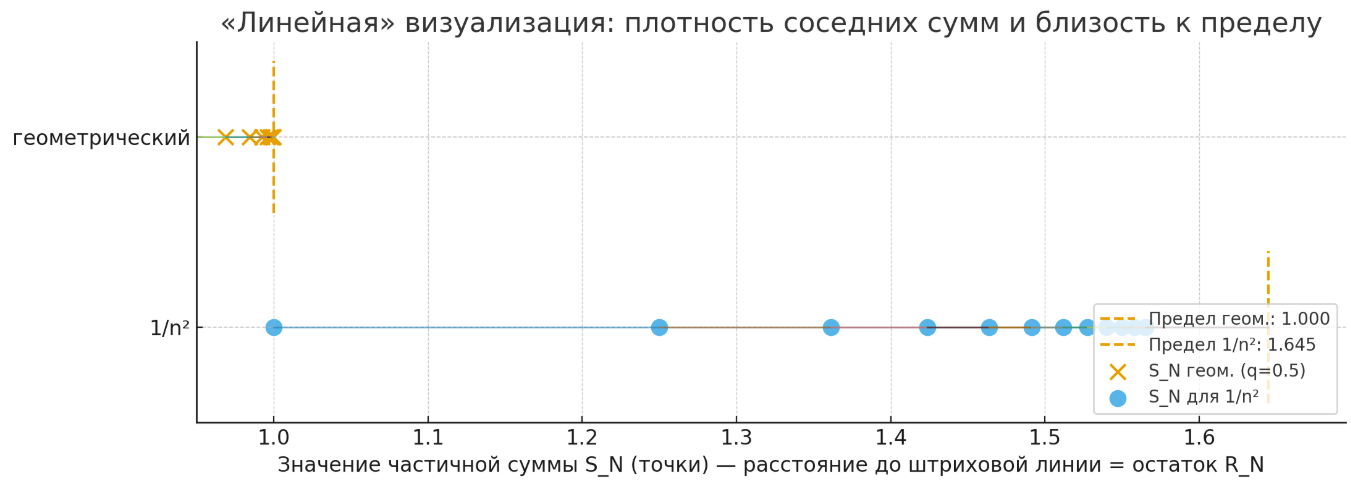 «Линейная» визуализация: плотность соседних сумм и близость к пределу
геометрический
1/n²
Предел геом.: 1.000
Предел 1/n²: 1.645
S_N геом. (q=0.5)
S_N для 1/n²
1.0 1.1 1.2 1.3 1.4 1.5 1.6
Значение частичной суммы S_N (точки) — расстояние до штриховой линии = остаток R_N